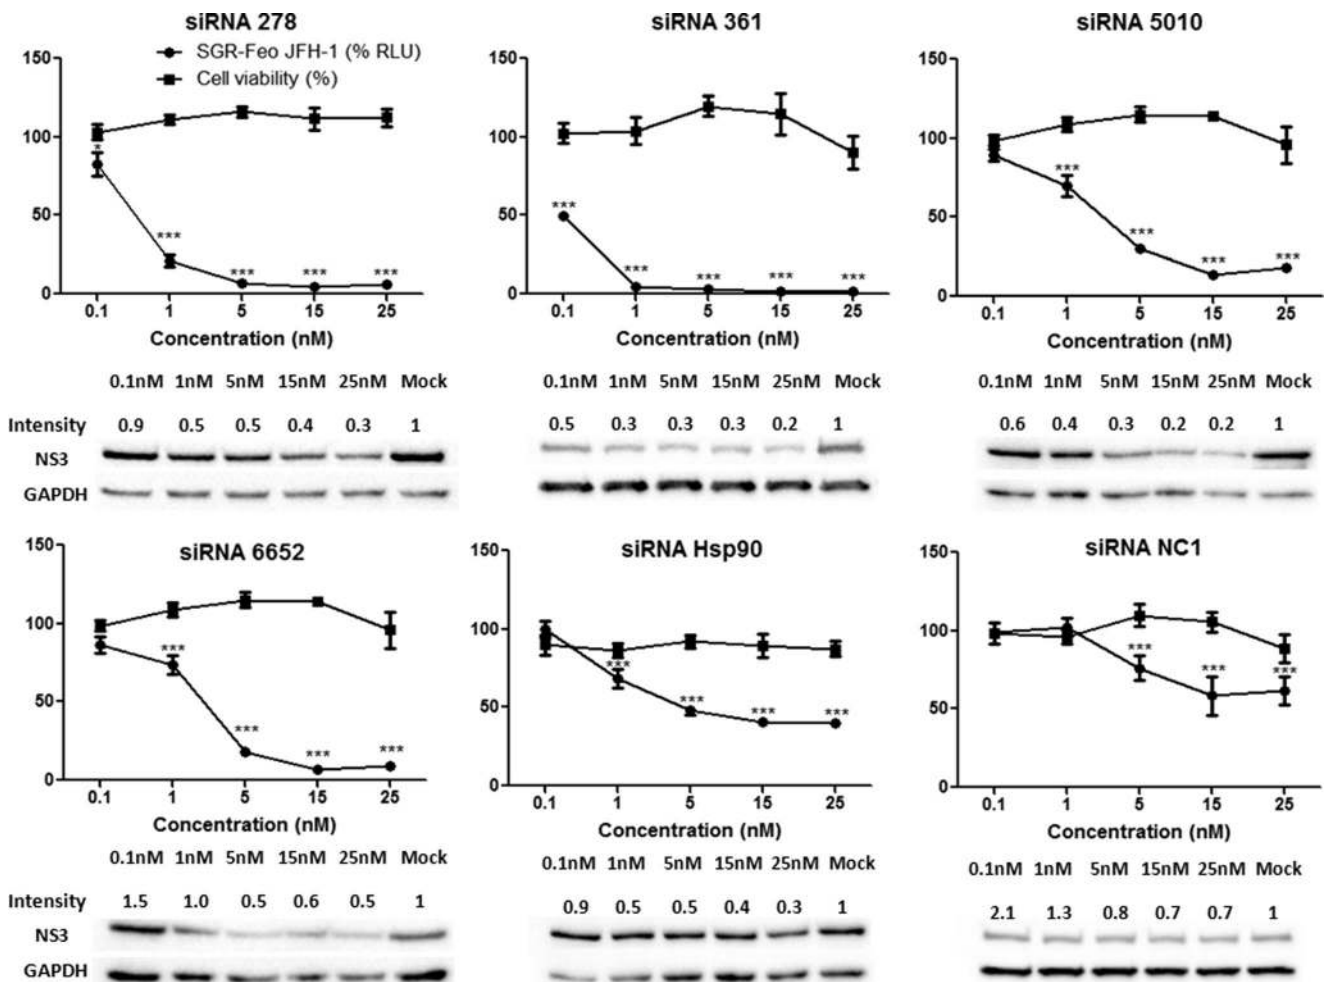 siRNA 278
SGR-Feo JFH-1 (% RLU)
Cell viability (%)
150
100
50
0
*
***
***
***
***
0.1 1 5 15 25
Concentration (nM)
0.1nM 1nM 5nM 15nM 25nM Mock
Intensity 0.9 0.5 0.5 0.4 0.3 1
NS3
GAPDH
siRNA 361
150
100
50
0
***
***
***
***
***
0.1 1 5 15 25
Concentration (nM)
0.1nM 1nM 5nM 15nM 25nM Mock
0.5 0.3 0.3 0.3 0.2 1
siRNA 5010
150
100
50
0
***
***
***
***
0.1 1 5 15 25
Concentration (nM)
0.1nM 1nM 5nM 15nM 25nM Mock
0.6 0.4 0.3 0.2 0.2 1
siRNA 6652
150
100
50
0
***
***
***
***
0.1 1 5 15 25
Concentration (nM)
0.1nM 1nM 5nM 15nM 25nM Mock
Intensity 1.5 1.0 0.5 0.6 0.5 1
NS3
GAPDH
siRNA Hsp90
150
100
50
0
***
***
***
***
0.1 1 5 15 25
Concentration (nM)
0.1nM 1nM 5nM 15nM 25nM Mock
0.9 0.5 0.5 0.4 0.3 1
siRNA NC1
150
100
50
0
***
***
***
0.1 1 5 15 25
Concentration (nM)
0.1nM 1nM 5nM 15nM 25nM Mock
2.1 1.3 0.8 0.7 0.7 1